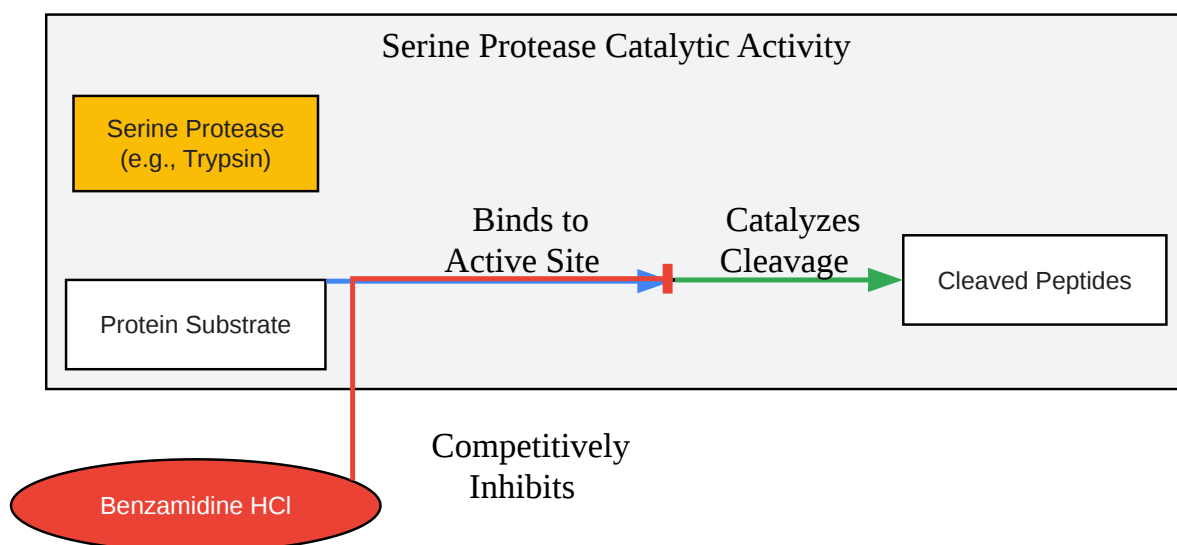 Serine Protease Catalytic Activity
Serine Protease
(e.g., Trypsin)
Binds to
Active Site
Catalyzes
Cleavage
Cleaved Peptides
Protein Substrate
Competitively
Inhibits
Benzamidine HCl